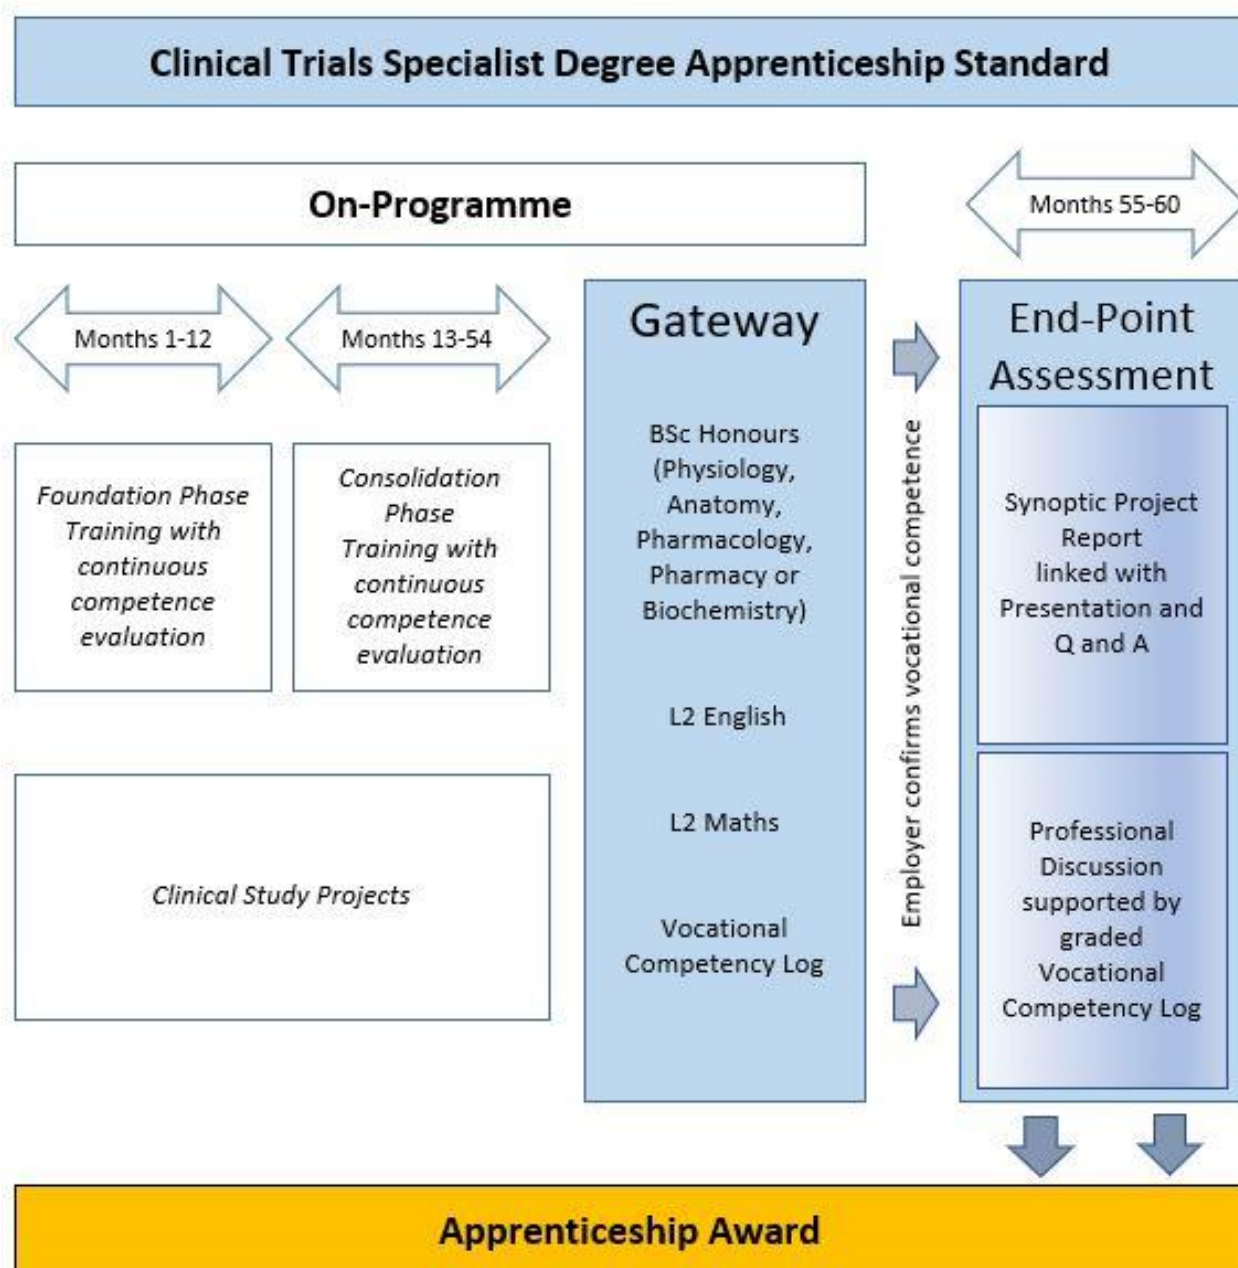 Clinical Trials Specialist Degree Apprenticeship Standard
On-Programme
Months 55-60
Months 1-12
Months 13-54
Foundation Phase
Training with
continuous
competence
evaluation
Consolidation
Phase
Training with
continuous
competence
evaluation
Clinical Study Projects
Gateway
BSc Honours
(Physiology,
Anatomy,
Pharmacology,
Pharmacy or
Biochemistry)
L2 English
L2 Maths
Vocational
Competency Log
Employer confirms vocational competence
End-Point
Assessment
Synoptic Project
Report
linked with
Presentation and
Q and A
Professional
Discussion
supported by
graded
Vocational
Competency Log
Apprenticeship Award